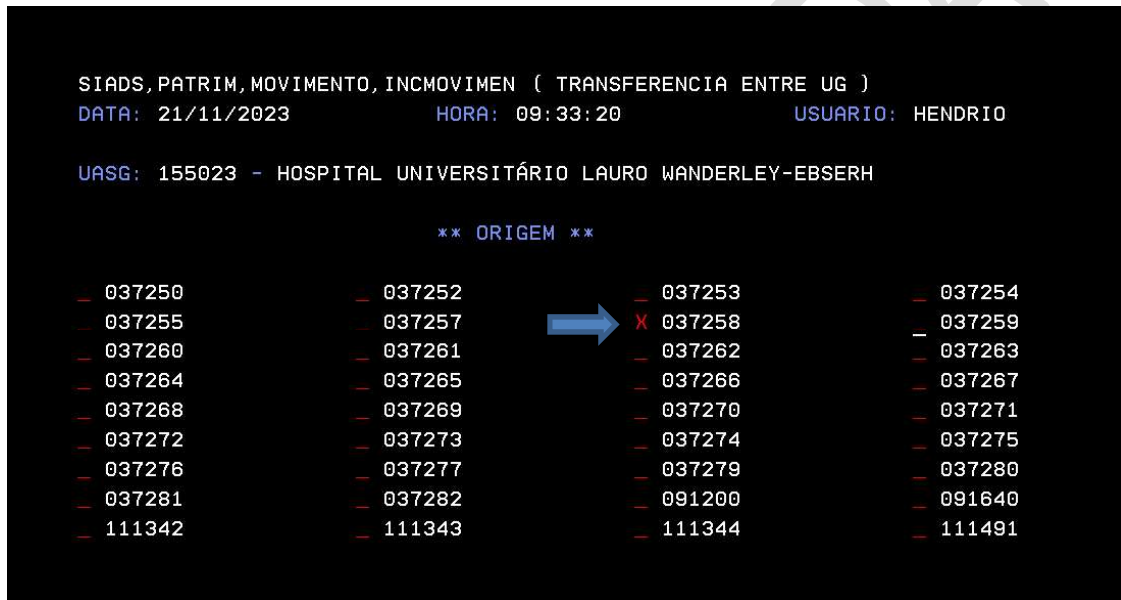 SIADS,PATRIM,MOVIMENTO,INCMOVIMEN ( TRANSFERENCIA ENTRE UG )
DATA: 21/11/2023 HORA: 09:33:20 USUARIO: HENDRIO
UASG: 155023 - HOSPITAL UNIVERSITÁRIO LAURO WANDERLEY-EBSERH
** ORIGEM **
_ 037250 _ 037252 _ 037253 _ 037254
_ 037255 _ 037257 X 037258 _ 037259
_ 037260 _ 037261 _ 037262 _ 037263
_ 037264 _ 037265 _ 037266 _ 037267
_ 037268 _ 037269 _ 037270 _ 037271
_ 037272 _ 037273 _ 037274 _ 037275
_ 037276 _ 037277 _ 037279 _ 037280
_ 037281 _ 037282 _ 091200 _ 091640
_ 111342 _ 111343 _ 111344 _ 111491